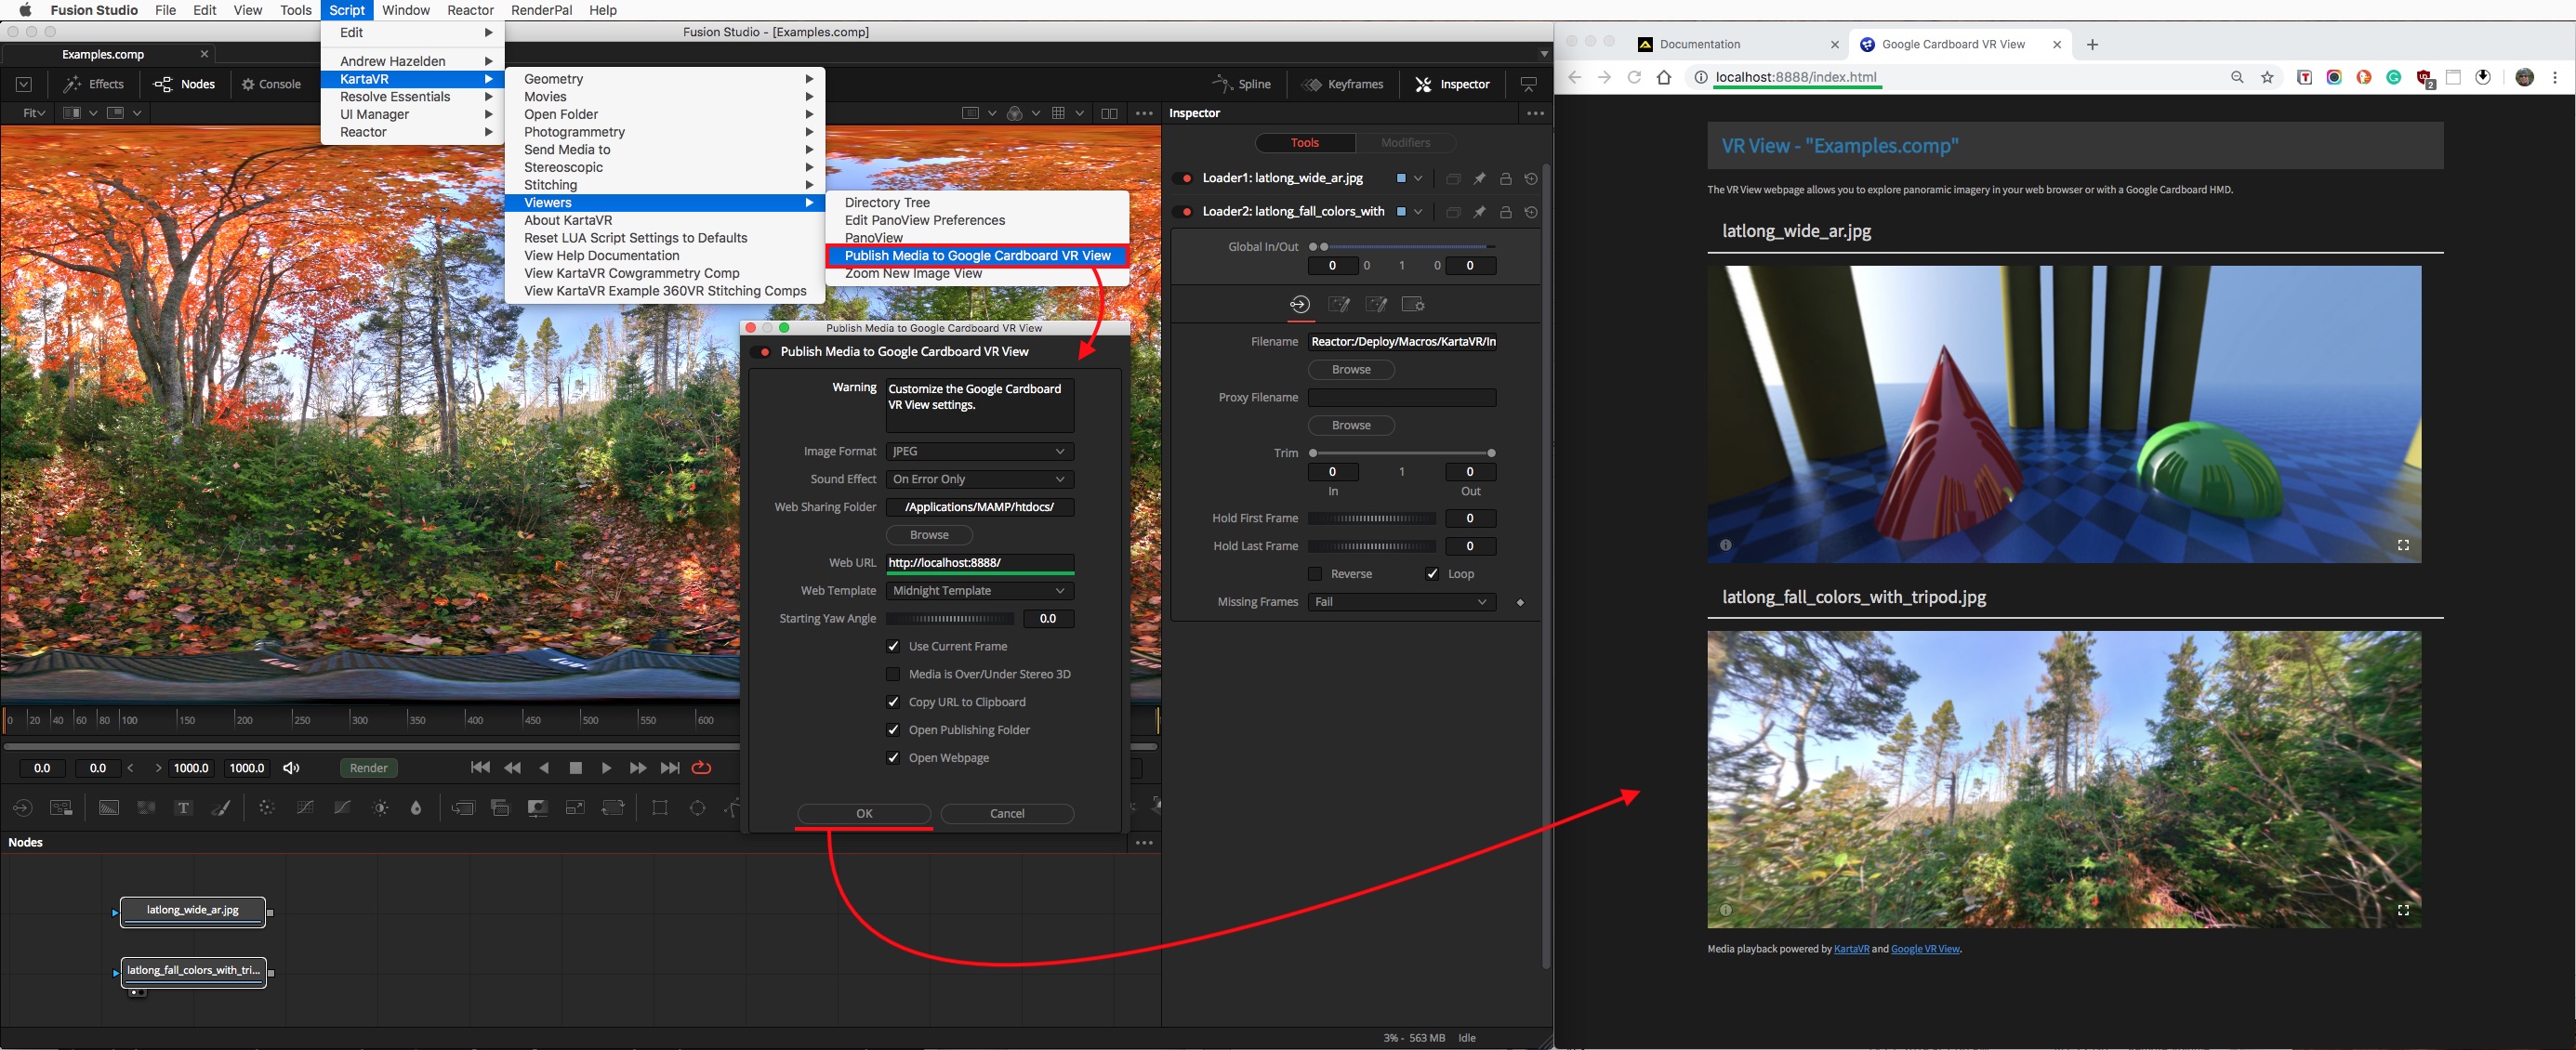 Fusion Studio File Edit View Tools Script Window Reactor RenderPal Help
Fusion Studio - [Examples.comp]
Examples.comp
Effects Nodes Console
Spline Keyframes Inspector
Fit
Edit
Andrew Hazelden
KartaVR
Resolve Essentials
UI Manager
Reactor
Geometry
Movies
Open Folder
Photogrammetry
Send Media to
Stereoscopic
Stitching
Viewers
About KartaVR
Reset LUA Script Settings to Defaults
View Help Documentation
View KartaVR Cowgrammetry Comp
View KartaVR Example 360VR Stitching Comps
Directory Tree
Edit PanoView Preferences
PanoView
Publish Media to Google Cardboard VR View
Zoom New Image View
Publish Media to Google Cardboard VR View
Publish Media to Google Cardboard VR View
Warning Customize the Google Cardboard
VR View settings.
Image Format JPEG
Sound Effect On Error Only
Web Sharing Folder /Applications/MAMP/htdocs/
Browse
Web URL http://localhost:8888/
Web Template Midnight Template
Starting Yaw Angle 0.0
Use Current Frame
Media is Over/Under Stereo 3D
Copy URL to Clipboard
Open Publishing Folder
Open Webpage
OK Cancel
0 20 40 60 80 100 150 200 250 300 350 400 450 500 550 600
0.0 0.0 < > 1000.0 1000.0 Render
Nodes
latlong_wide_ar.jpg
latlong_fall_colors_with_tri...
Inspector
Tools Modifiers
Loader1: latlong_wide_ar.jpg
Loader2: latlong_fall_colors_with
Global In/Out
0 0 1 0 0
Filename Reactor:/Deploy/Macros/KartaVR/In
Browse
Proxy Filename
Browse
Trim
0 1 0
In Out
Hold First Frame 0
Hold Last Frame 0
Reverse Loop
Missing Frames Fail
3% - 563 MB Idle
Documentation Google Cardboard VR View
localhost:8888/index.html
2
VR View - "Examples.comp"
The VR View webpage allows you to explore panoramic imagery in your web browser or with a Google Cardboard HMD.
latlong_wide_ar.jpg
latlong_fall_colors_with_tripod.jpg
Media playback powered by KartaVR and Google VR View.